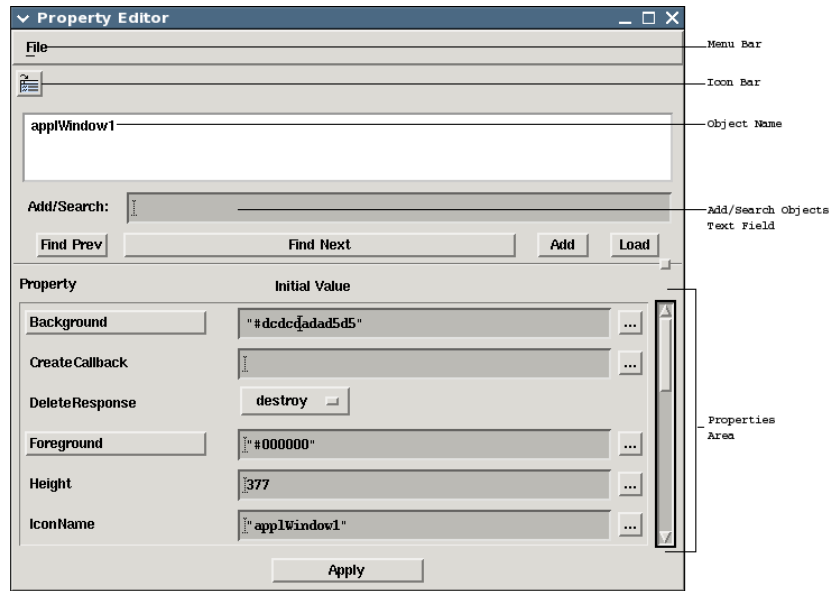 Property Editor
File
Menu Bar
Icon Bar
applWindow1
Object Name
Add/Search:
Add/Search Objects
Text Field
Find Prev
Find Next
Add
Load
Property
Initial Value
Background
"#dcdcdadad5d5"
...
CreateCallback
...
DeleteResponse
destroy
Foreground
"#000000"
...
Properties
Area
Height
377
...
IconName
"applWindow1"
...
Apply